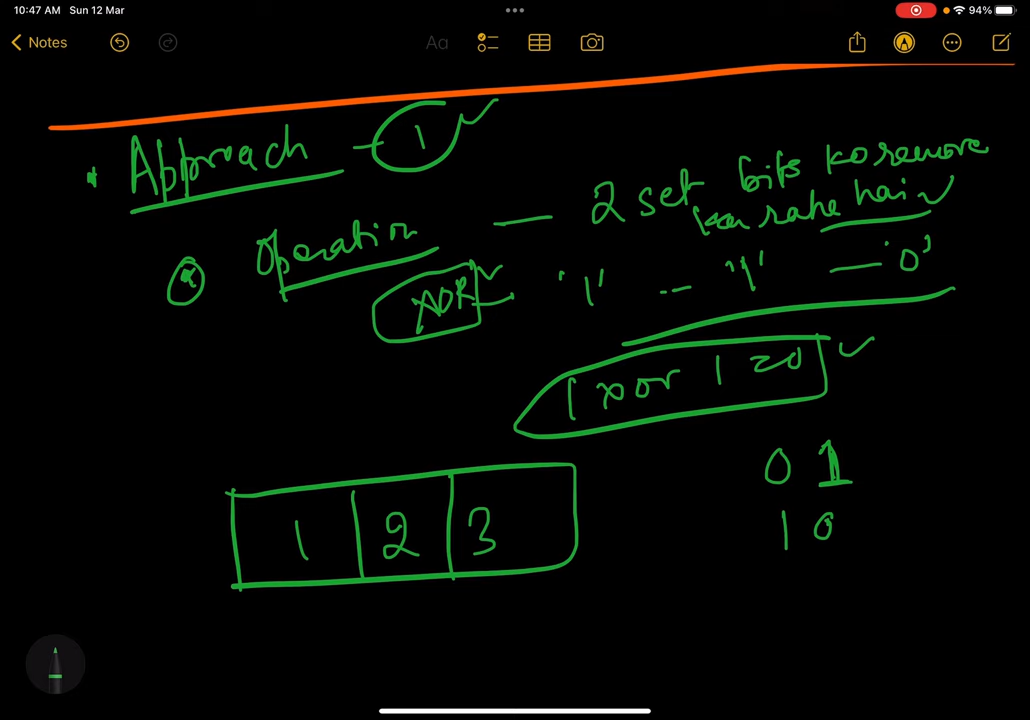 10:47 AM Sun 12 Mar
94%
Notes
Aa
Approach - 1
Operation — 2 set bits ko remove
kar rahe hain
XOR '1' -- '1' — '0'
1 xor 1 = 0
0 1
1 2 3
1 0